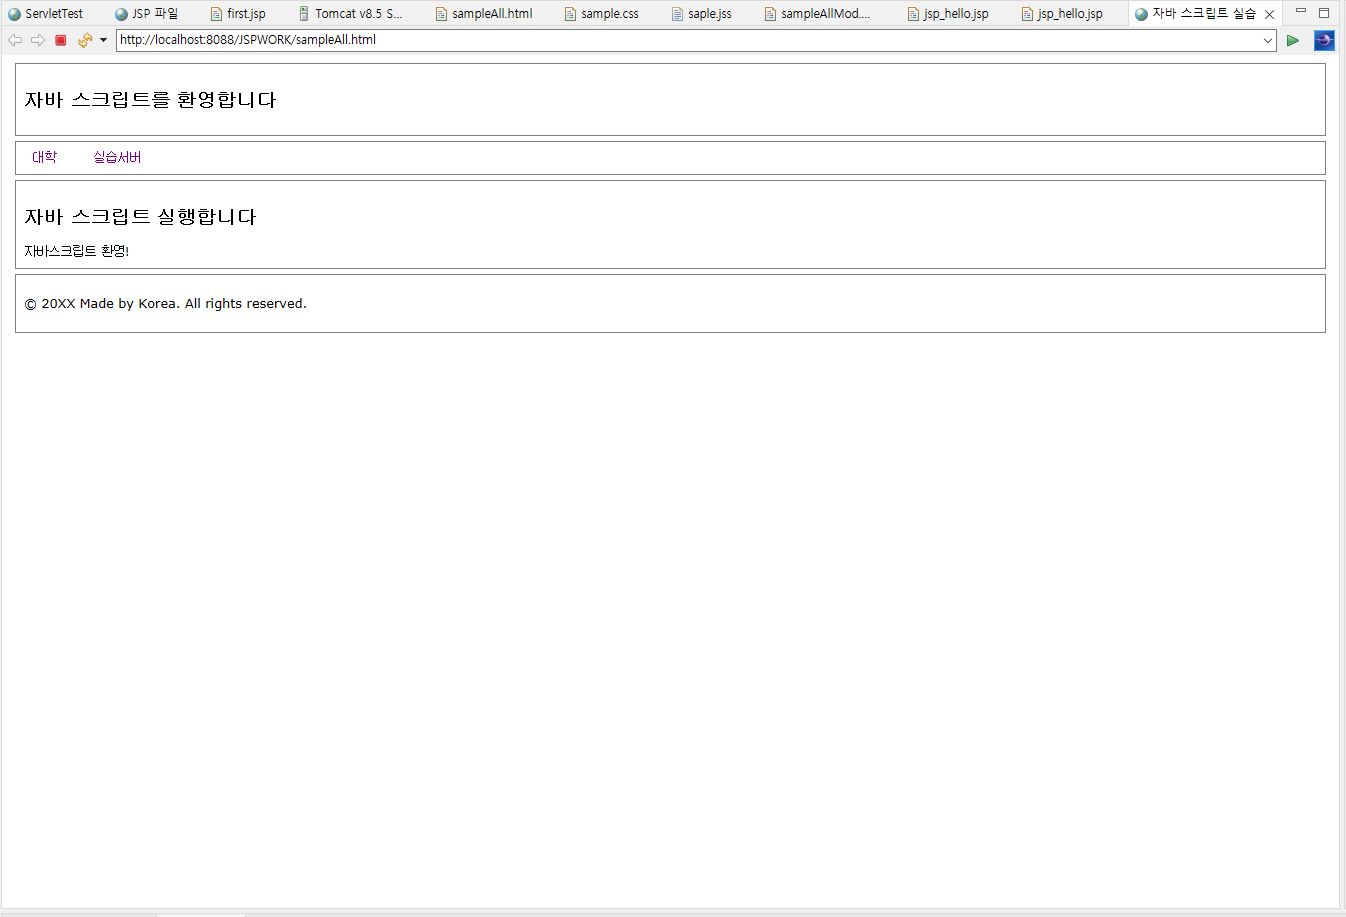 ServletTest JSP 파일 first.jsp Tomcat v8.5 S... sampleAll.html sample.css saple.jss sampleAllMod.... jsp_hello.jsp jsp_hello.jsp 자바 스크립트 실습
http://localhost:8088/JSPWORK/sampleAll.html
자바 스크립트를 환영합니다
대학 실습서버
자바 스크립트 실행합니다
자바스크립트 환영!
© 20XX Made by Korea. All rights reserved.